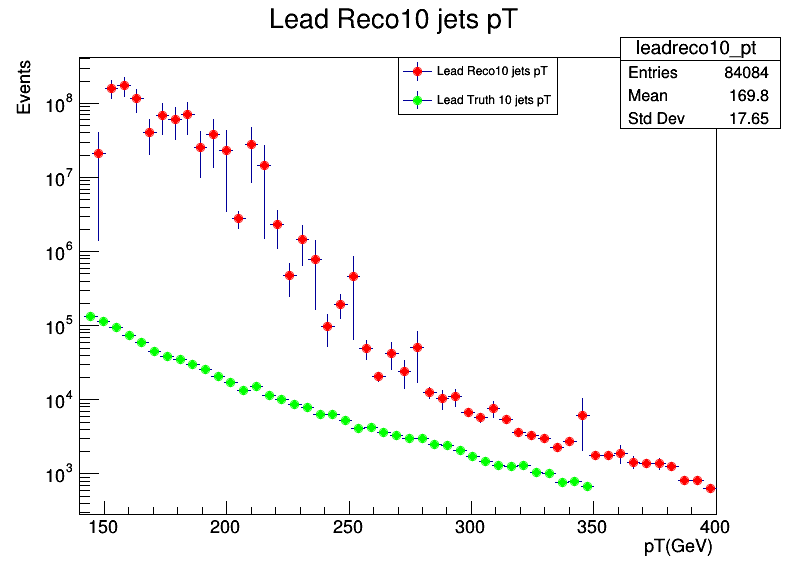 Lead Reco10 jets pT
leadreco10_pt
Entries 84084
Mean 169.8
Std Dev 17.65
Lead Reco10 jets pT
Lead Truth 10 jets pT
Events
10^8
10^7
10^6
10^5
10^4
10^3
150 200 250 300 350 400
pT(GeV)